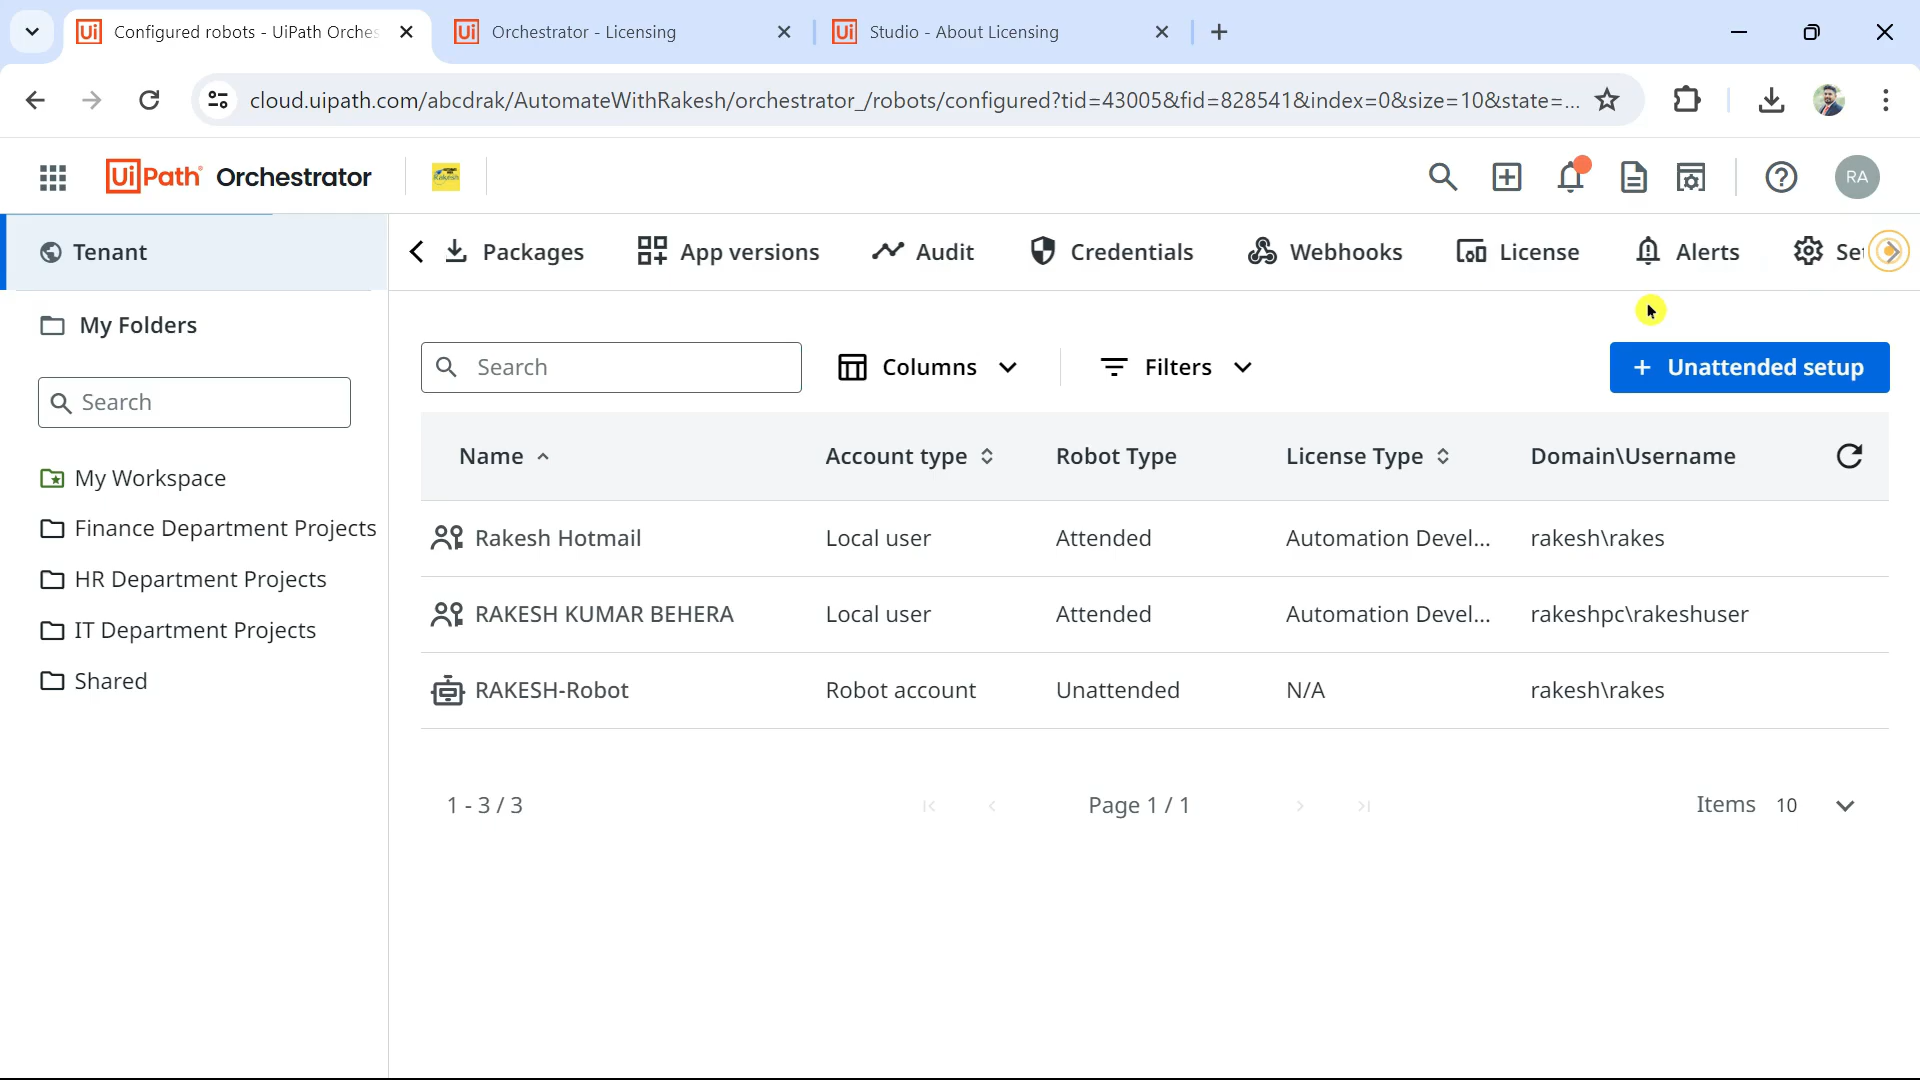 Configured robots - UiPath Orches
Orchestrator - Licensing
Studio - About Licensing
cloud.uipath.com/abcdrak/AutomateWithRakesh/orchestrator_/robots/configured?tid=43005&fid=828541&index=0&size=10&state=...
UiPath Orchestrator
RA
Tenant
Packages
App versions
Audit
Credentials
Webhooks
License
Alerts
My Folders
Search
Columns
Filters
+ Unattended setup
Search
Name
Account type
Robot Type
License Type
Domain\Username
My Workspace
Finance Department Projects
Rakesh Hotmail
Local user
Attended
Automation Devel...
rakesh\rakes
HR Department Projects
RAKESH KUMAR BEHERA
Local user
Attended
Automation Devel...
rakeshpc\rakeshuser
IT Department Projects
Shared
RAKESH-Robot
Robot account
Unattended
N/A
rakesh\rakes
1 - 3 / 3
Page 1 / 1
Items 10